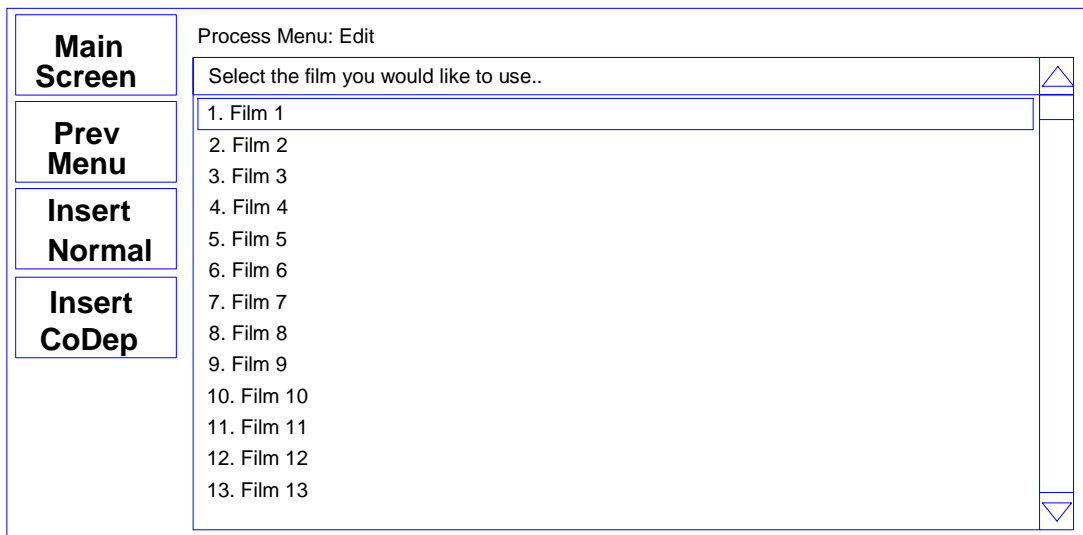 Main
Screen
Prev
Menu
Insert
Normal
Insert
CoDep
Process Menu: Edit
Select the film you would like to use..
1. Film 1
2. Film 2
3. Film 3
4. Film 4
5. Film 5
6. Film 6
7. Film 7
8. Film 8
9. Film 9
10. Film 10
11. Film 11
12. Film 12
13. Film 13